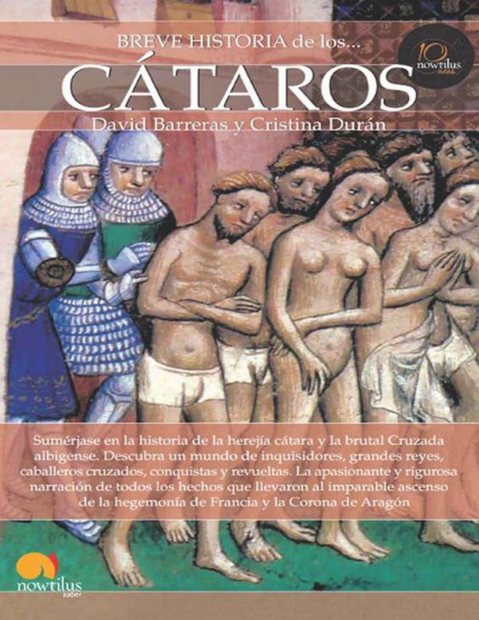 BREVE HISTORIA de los...
10
nowtilus
CÁTAROS
David Barreras y Cristina Durán
Sumérjase en la historia de la herejía cátara y la brutal Cruzada
albigense. Descubra un mundo de inquisidores, grandes reyes,
caballeros cruzados, conquistas y revueltas. La apasionante y rigurosa
narración de todos los hechos que llevaron al imparable ascenso
de la hegemonía de Francia y la Corona de Aragón
nowtilus
saber